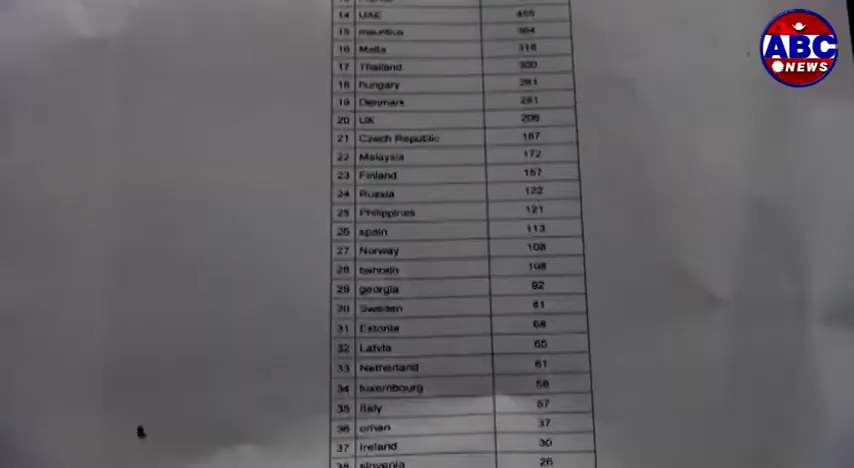 14 UAE 455
15 mauritius
16 Malta 316
17 Thailand 300
18 hungary 281
19 Denmark 281
20 UK 206
21 Czech Republic 187
22 Malaysia 172
23 Finland 157
24 Russia 122
25 Philippines 121
26 spain 113
27 Norway 108
28 bahrain 108
29 georgia 92
30 Sweden 81
31 Estonia 68
32 Latvia 65
33 Netherland 61
34 luxembourg 58
35 Italy 57
36 oman 37
37 Ireland 30
38 slovenia 26
ABC
NEWS